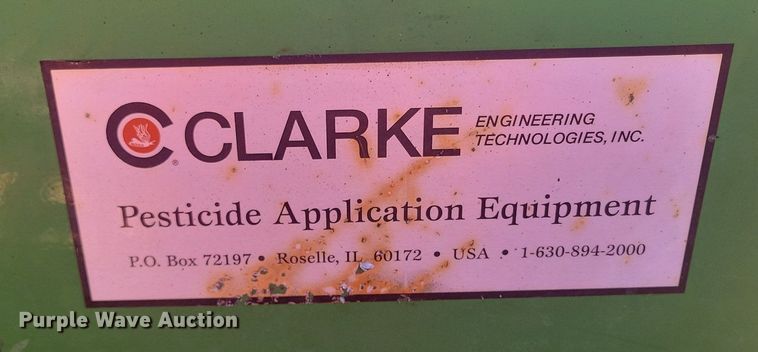 CLARKE ENGINEERING
TECHNOLOGIES, INC.
Pesticide Application Equipment
P.O. Box 72197 • Roselle, IL 60172 • USA • 1-630-894-2000
Purple Wave Auction